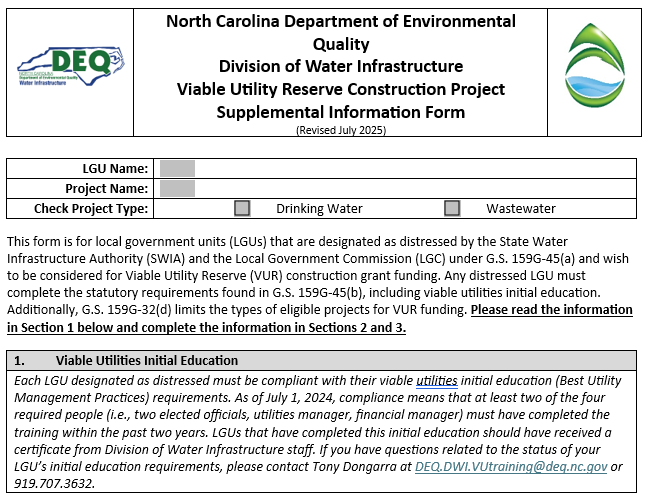 DEQ
NORTH CAROLINA
Department of Environmental Quality
Water Infrastructure
North Carolina Department of Environmental
Quality
Division of Water Infrastructure
Viable Utility Reserve Construction Project
Supplemental Information Form
(Revised July 2025)
LGU Name:
Project Name:
Check Project Type: Drinking Water Wastewater
This form is for local government units (LGUs) that are designated as distressed by the State Water
Infrastructure Authority (SWIA) and the Local Government Commission (LGC) under G.S. 159G-45(a) and wish
to be considered for Viable Utility Reserve (VUR) construction grant funding. Any distressed LGU must
complete the statutory requirements found in G.S. 159G-45(b), including viable utilities initial education.
Additionally, G.S. 159G-32(d) limits the types of eligible projects for VUR funding. Please read the information
in Section 1 below and complete the information in Sections 2 and 3.
1. Viable Utilities Initial Education
Each LGU designated as distressed must be compliant with their viable utilities initial education (Best Utility
Management Practices) requirements. As of July 1, 2024, compliance means that at least two of the four
required people (i.e., two elected officials, utilities manager, financial manager) must have completed the
training within the past two years. LGUs that have completed this initial education should have received a
certificate from Division of Water Infrastructure staff. If you have questions related to the status of your
LGU's initial education requirements, please contact Tony Dongarra at DEQ.DWI.VUtraining@deq.nc.gov or
919.707.3632.